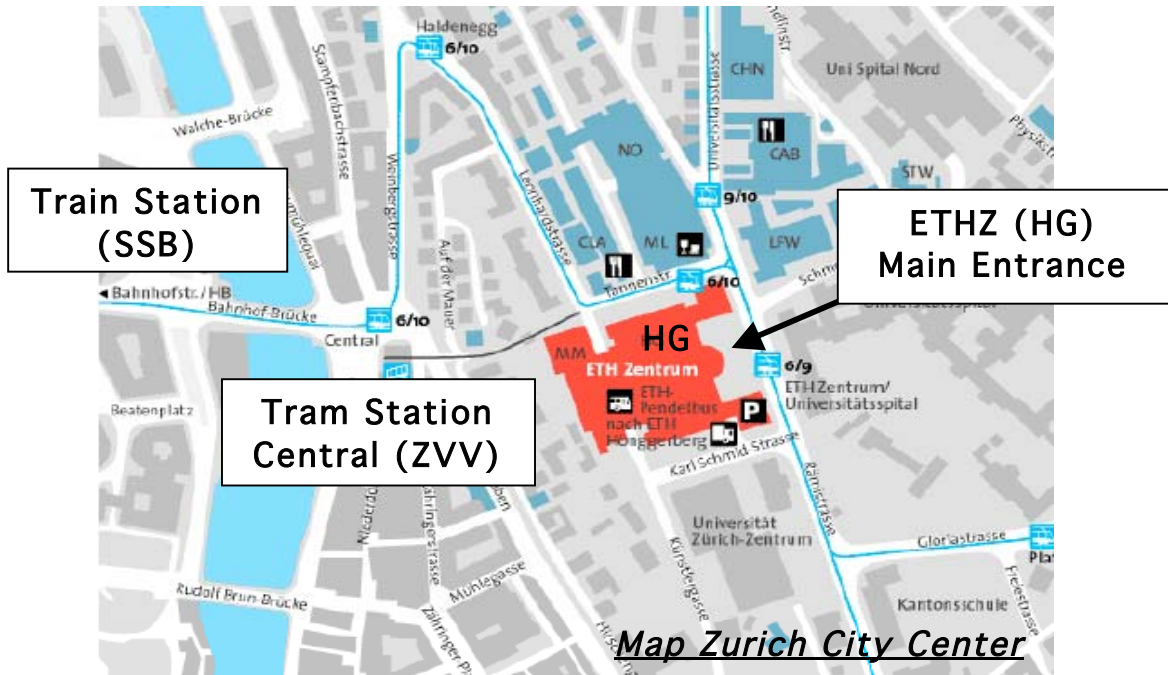 Haldenegg
6/10
Stampfenbachstrasse
Walche-Brücke
Weinbergstrasse
Leonhardstrasse
Universitätsstrasse
CHN
Uni Spital Nord
NO
CAB
STW
Train Station
(SSB)
9/10
ETHZ (HG)
Main Entrance
Auf der Mauer
CLA
ML
LFW
Tannenstr.
6/10
◄ Bahnhofstr./HB
Bahnhof-Brücke
6/10
Central
HG
MM
ETH Zentrum
6/9
ETH Zentrum/
Universitätsspital
ETH-
Pendelbus
nach ETH
Hönggerberg
P
Beatenplatz
Tram Station
Central (ZVV)
Karl Schmid Strasse
Rämistrasse
Universität
Zürich-Zentrum
Gloriastrasse
Plat
Mühlegasse
Künstlergasse
Freiestrasse
Rudolf Brun-Brücke
Kantonsschule
Map Zurich City Center